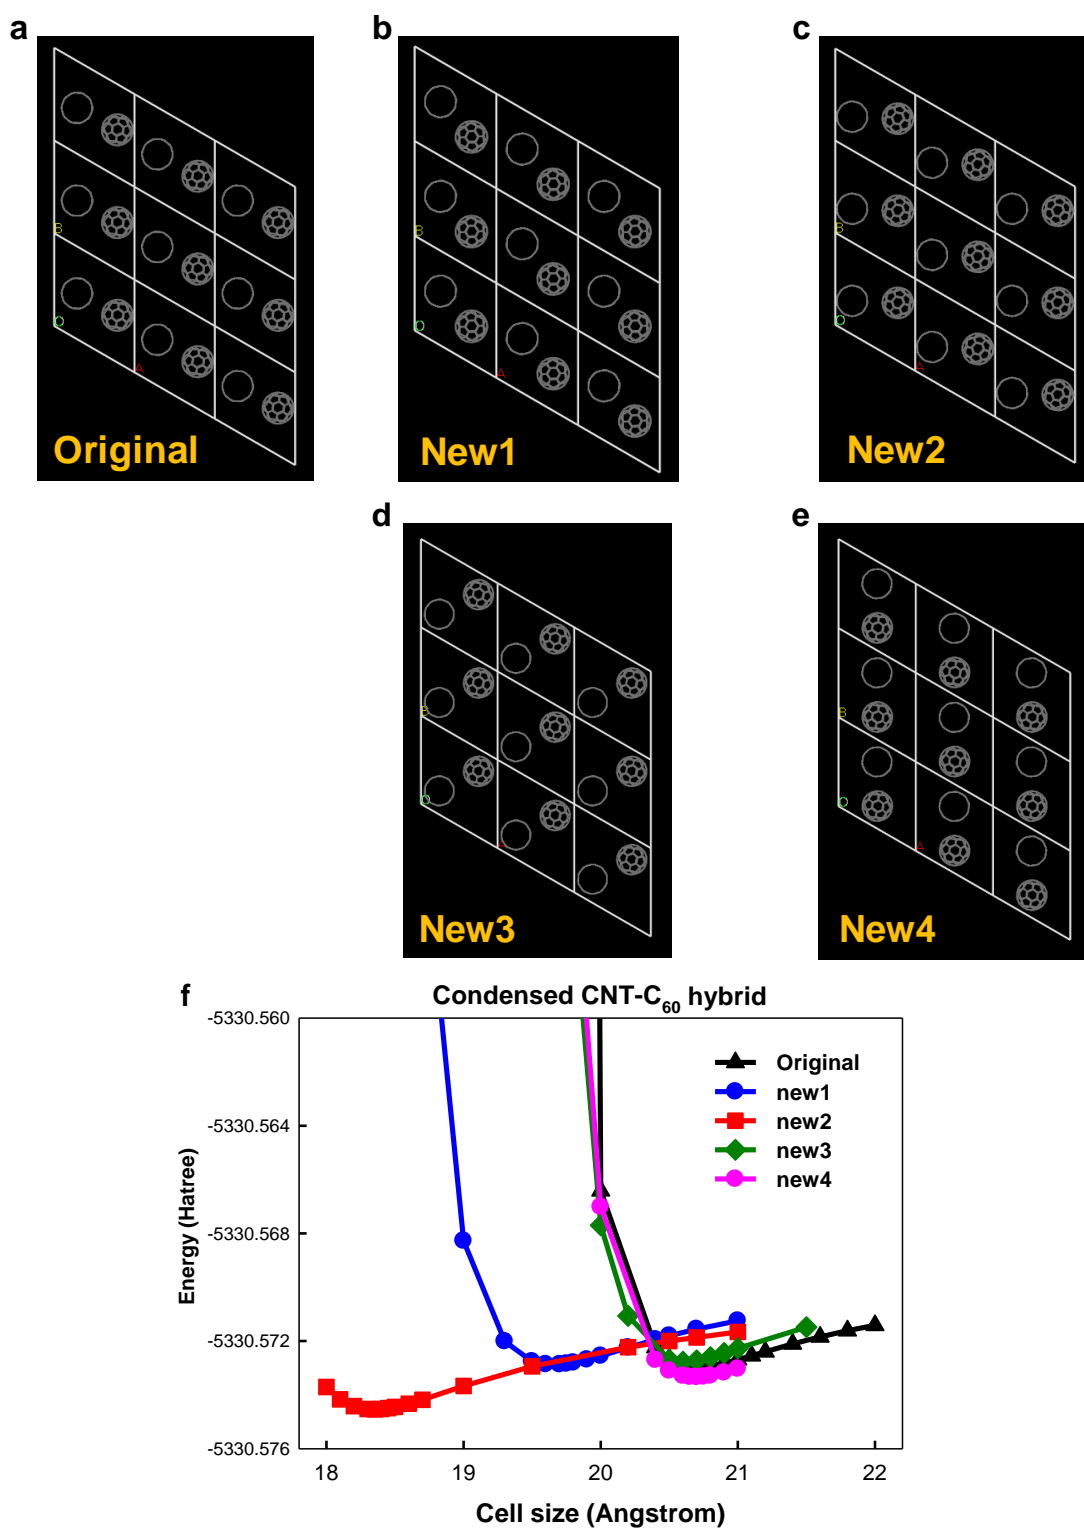 a
b
c
B
O
A
Original
B
O
A
New1
B
O
A
New2
d
e
B
O
A
New3
B
O
A
New4
f
Condensed CNT-C60 hybrid
-5330.560
-5330.564
-5330.568
-5330.572
-5330.576
Energy (Hatree)
Original
new1
new2
new3
new4
18 19 20 21 22
Cell size (Angstrom)